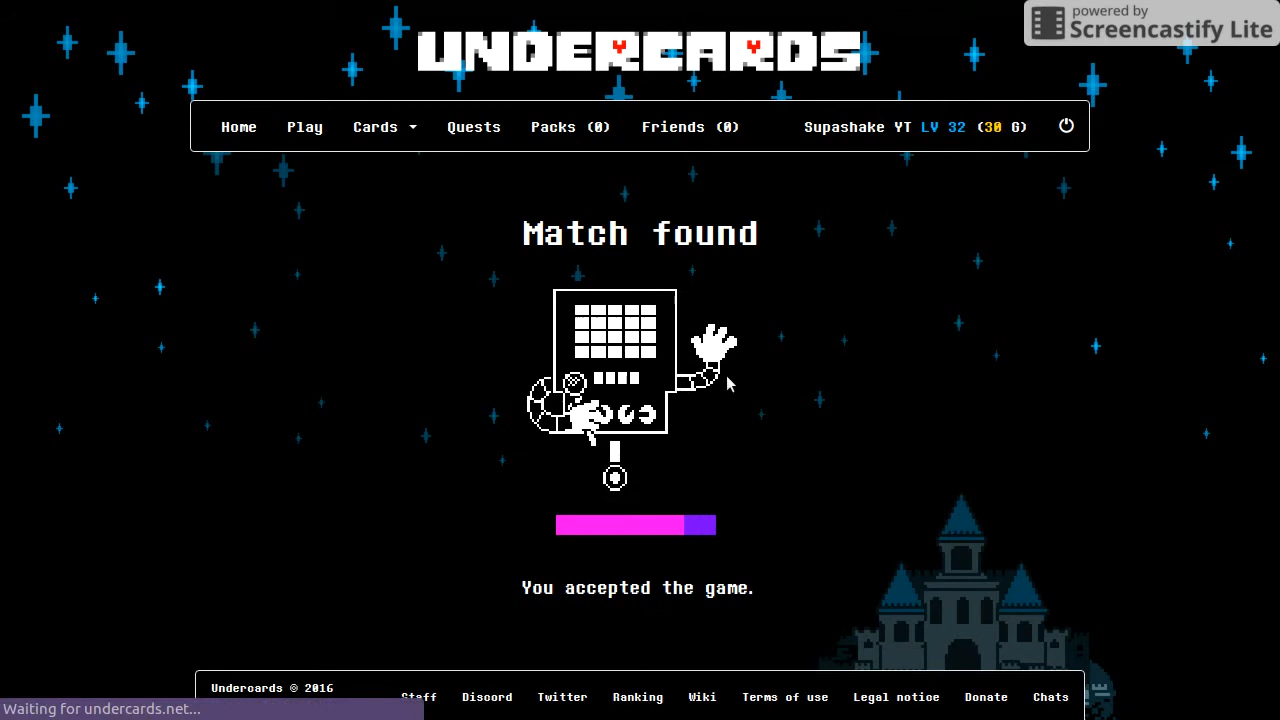 powered by
Screencastify Lite
UNDERCARDS
Home Play Cards Quests Packs (0) Friends (0) Supashake YT LV 32 (30 G)
Match found
You accepted the game.
Undercards © 2016
Staff Discord Twitter Ranking Wiki Terms of use Legal notice Donate Chats
Waiting for undercards.net...